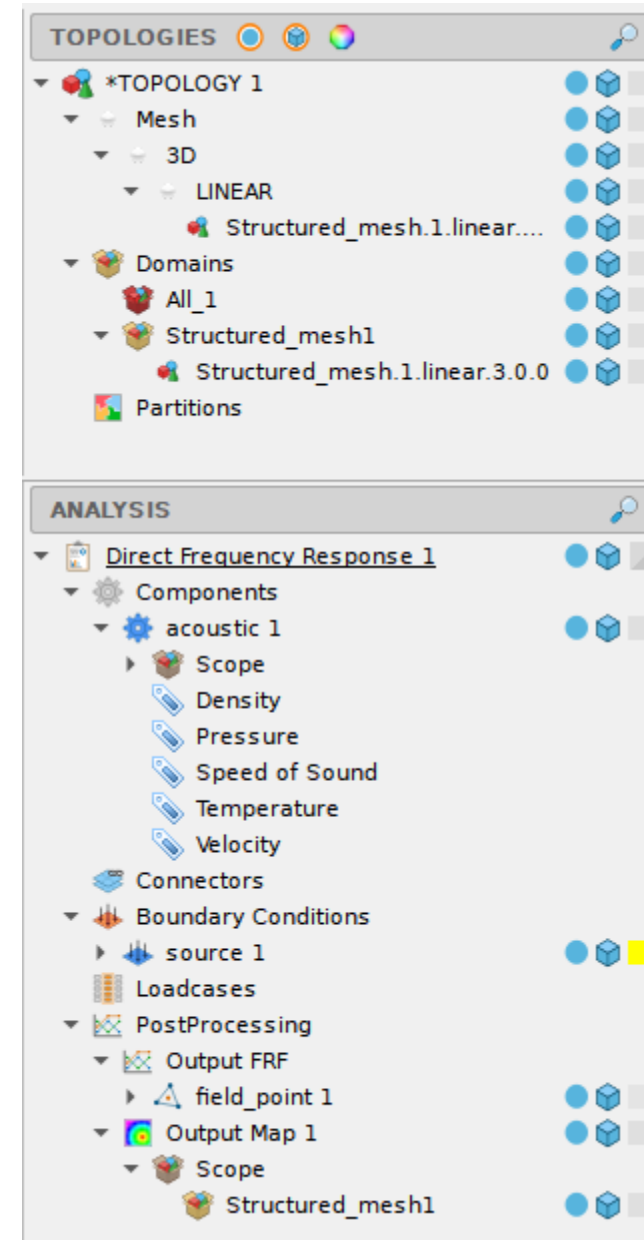 TOPOLOGIES
*TOPOLOGY 1
Mesh
3D
LINEAR
Structured_mesh.1.linear....
Domains
All_1
Structured_mesh1
Structured_mesh.1.linear.3.0.0
Partitions
ANALYSIS
Direct Frequency Response 1
Components
acoustic 1
Scope
Density
Pressure
Speed of Sound
Temperature
Velocity
Connectors
Boundary Conditions
source 1
Loadcases
PostProcessing
Output FRF
field_point 1
Output Map 1
Scope
Structured_mesh1